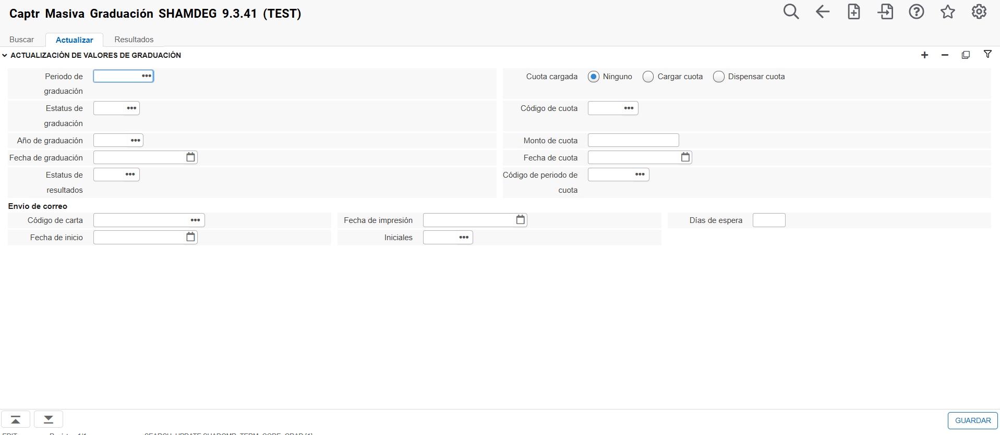 Captr Masiva Graduación SHAMDEG 9.3.41 (TEST)
Buscar Actualizar Resultados
ACTUALIZACIÓN DE VALORES DE GRADUACIÓN
Periodo de graduación
Cuota cargada Ninguno Cargar cuota Dispensar cuota
Estatus de graduación
Código de cuota
Año de graduación
Monto de cuota
Fecha de graduación
Fecha de cuota
Estatus de resultados
Código de periodo de cuota
Envío de correo
Código de carta Fecha de impresión Días de espera
Fecha de inicio Iniciales
GUARDAR